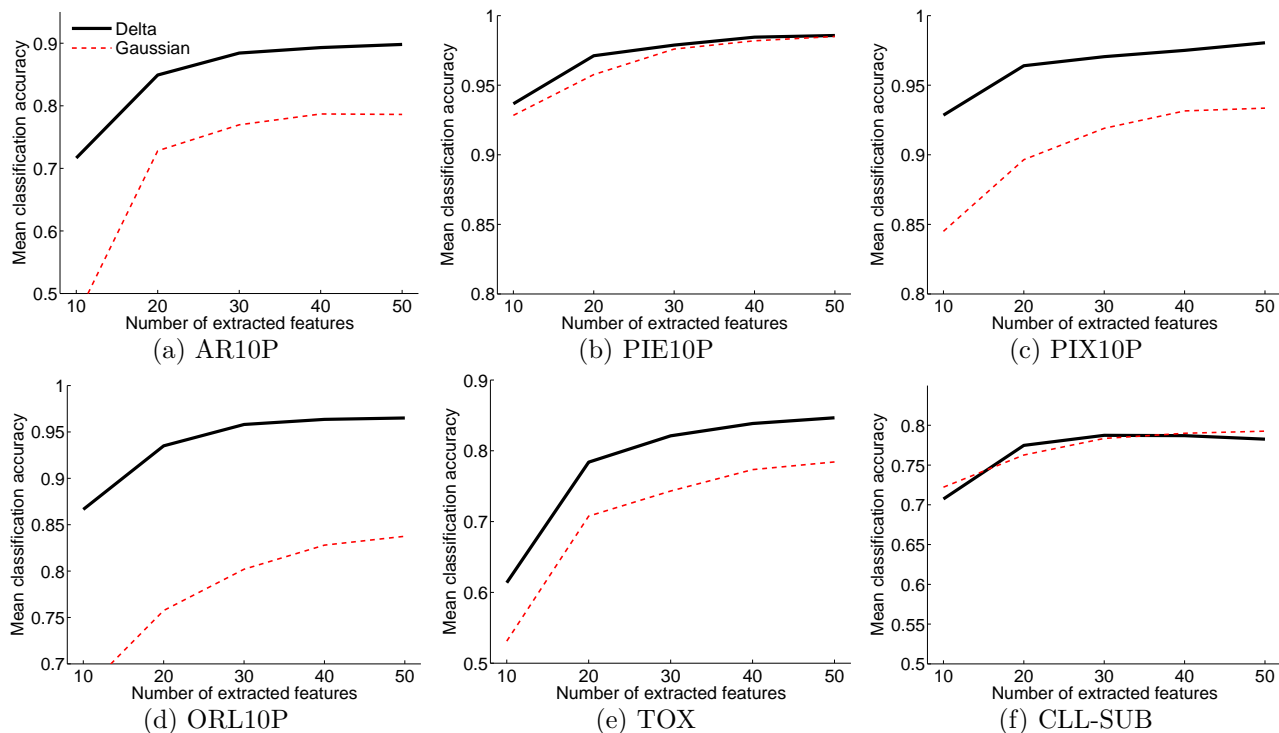 Mean classification accuracy
0.9
0.8
0.7
0.6
0.5
Delta
Gaussian
10 20 30 40 50
Number of extracted features
(a) AR10P
Mean classification accuracy
1
0.95
0.9
0.85
0.8
10 20 30 40 50
Number of extracted features
(b) PIE10P
Mean classification accuracy
1
0.95
0.9
0.85
0.8
10 20 30 40 50
Number of extracted features
(c) PIX10P
Mean classification accuracy
1
0.95
0.9
0.85
0.8
0.75
0.7
10 20 30 40 50
Number of extracted features
(d) ORL10P
Mean classification accuracy
0.9
0.8
0.7
0.6
0.5
10 20 30 40 50
Number of extracted features
(e) TOX
Mean classification accuracy
0.8
0.75
0.7
0.65
0.6
0.55
0.5
10 20 30 40 50
Number of extracted features
(f) CLL-SUB